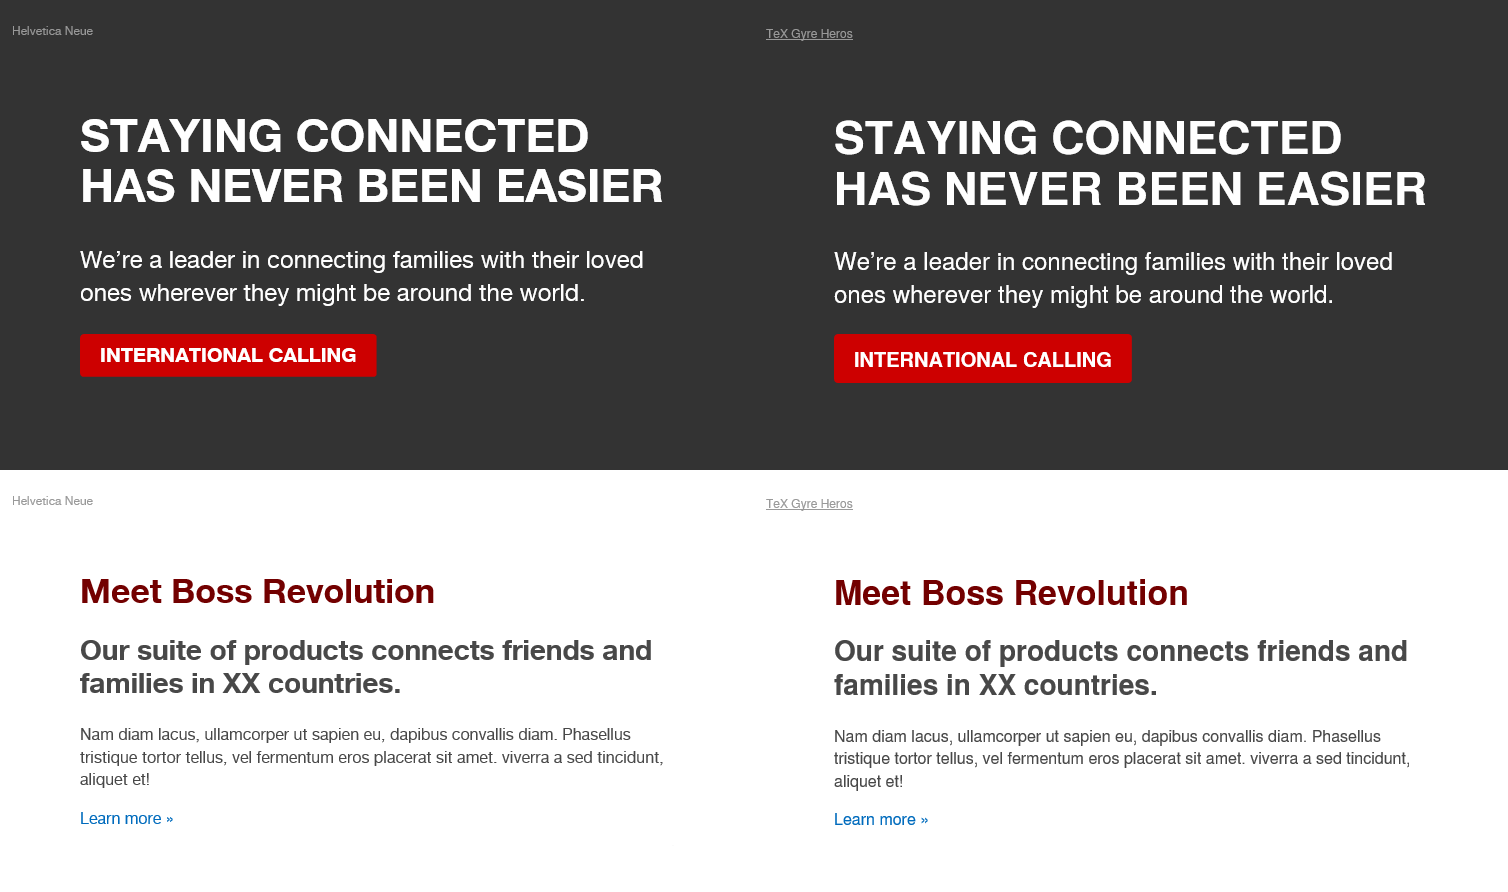 Helvetica Neue
STAYING CONNECTED
HAS NEVER BEEN EASIER
We’re a leader in connecting families with their loved
ones wherever they might be around the world.
INTERNATIONAL CALLING
TeX Gyre Heros
STAYING CONNECTED
HAS NEVER BEEN EASIER
We’re a leader in connecting families with their loved
ones wherever they might be around the world.
INTERNATIONAL CALLING
Helvetica Neue
Meet Boss Revolution
Our suite of products connects friends and
families in XX countries.
Nam diam lacus, ullamcorper ut sapien eu, dapibus convallis diam. Phasellus
tristique tortor tellus, vel fermentum eros placerat sit amet. viverra a sed tincidunt,
aliquet et!
Learn more »
TeX Gyre Heros
Meet Boss Revolution
Our suite of products connects friends and
families in XX countries.
Nam diam lacus, ullamcorper ut sapien eu, dapibus convallis diam. Phasellus
tristique tortor tellus, vel fermentum eros placerat sit amet. viverra a sed tincidunt,
aliquet et!
Learn more »